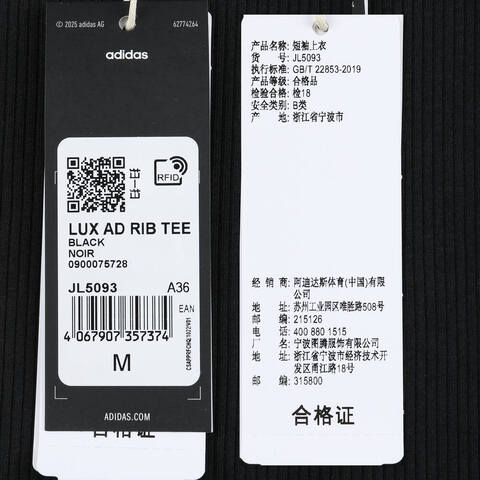 © 2025 adidas AG
62774264
adidas
RFID
LUX AD RIB TEE
BLACK
NOIR
0900075728
JL5093
A36
EAN
4 067907 357374
M
ADIDAS.COM
合格证
产品名称: 短袖上衣
货 号: JL5093
执行标准: GB/T 22853-2019
产品等级: 合格品
检验合格: 检18
安全类别: B类
产 地: 浙江省宁波市
经 销 商: 阿迪达斯体育(中国)有限
公司
地 址: 苏州工业园区唯胜路508号
邮 编: 215126
电 话: 400 880 1515
厂 名: 宁波图腾服饰有限公司
地 址: 浙江省宁波市经济技术开
发区甬江路18号
邮 编: 315800
合格证